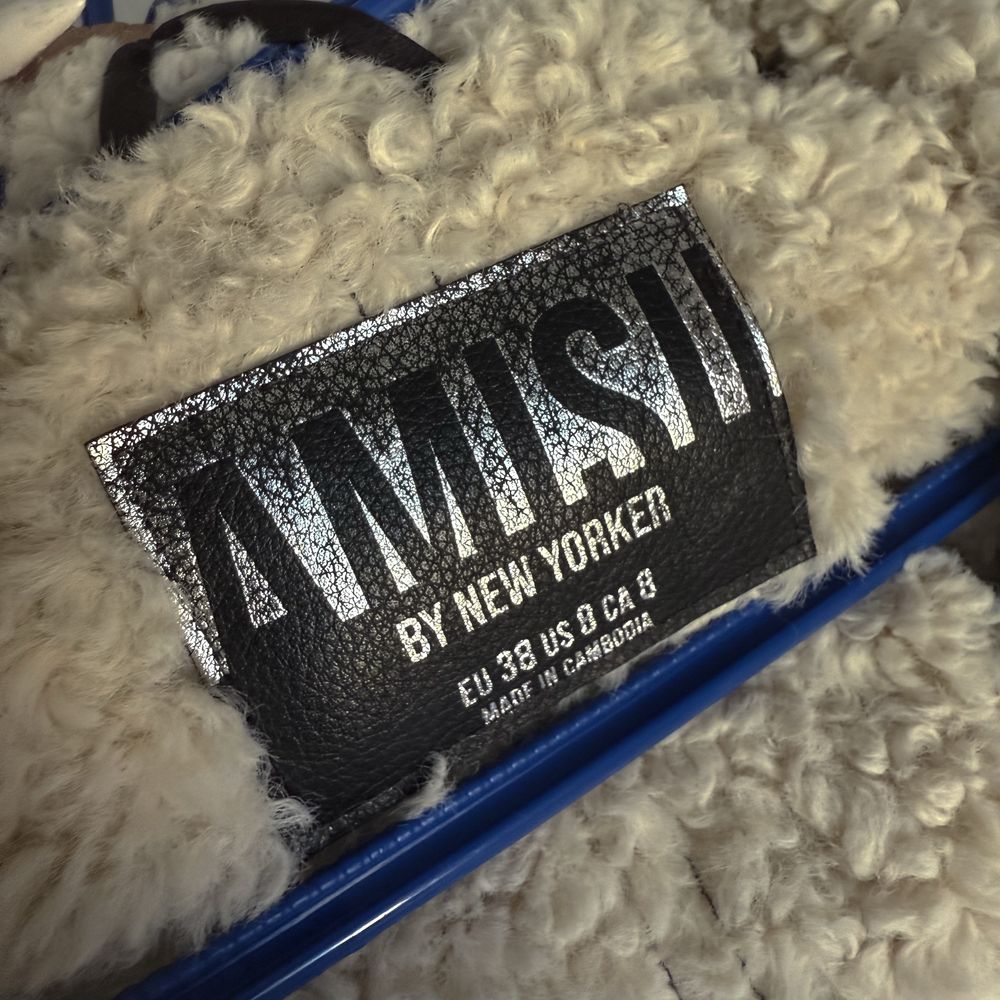 AMISU
BY NEW YORKER
EU 38 US 8 CA 8
MADE IN CAMBODIA